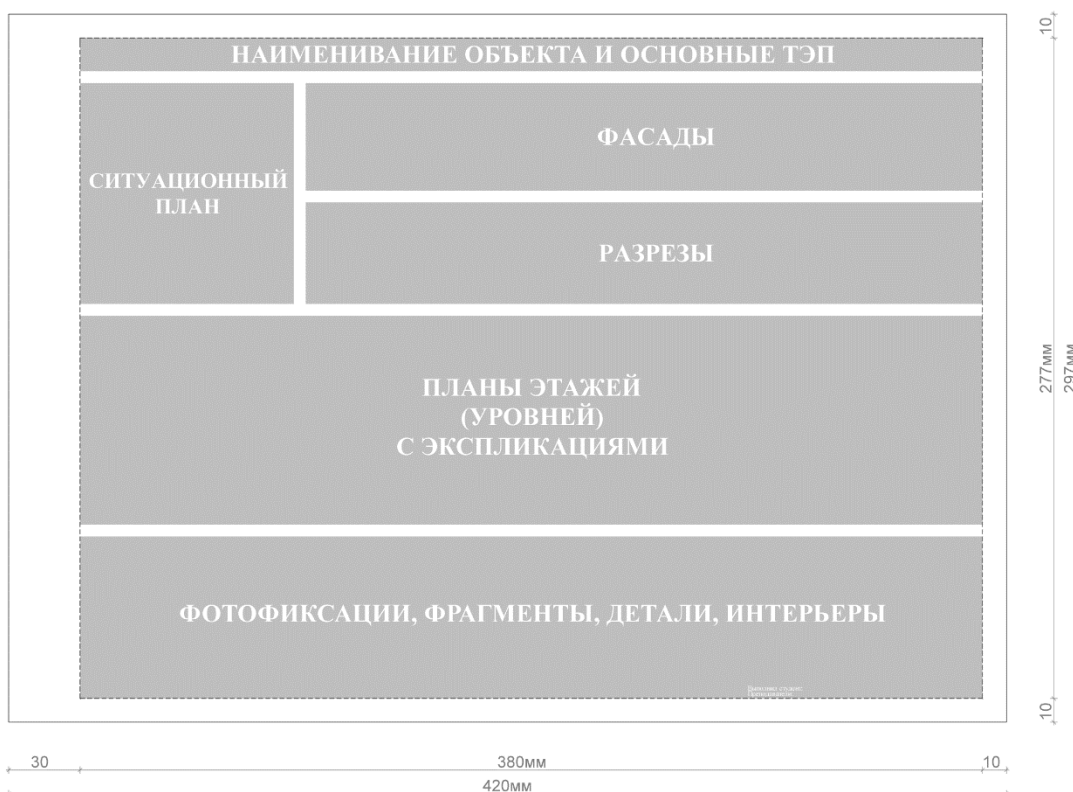 НАИМЕНИВАНИЕ ОБЪЕКТА И ОСНОВНЫЕ ТЭП
СИТУАЦИОННЫЙ
ПЛАН
ФАСАДЫ
РАЗРЕЗЫ
ПЛАНЫ ЭТАЖЕЙ
(УРОВНЕЙ)
С ЭКСПЛИКАЦИЯМИ
ФОТОФИКСАЦИИ, ФРАГМЕНТЫ, ДЕТАЛИ, ИНТЕРЬЕРЫ
10
277мм
297мм
10
30
380мм
10
420мм